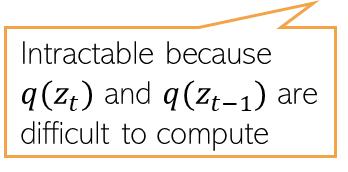 Intractable because
q(z_t) and q(z_{t−1}) are
difficult to compute